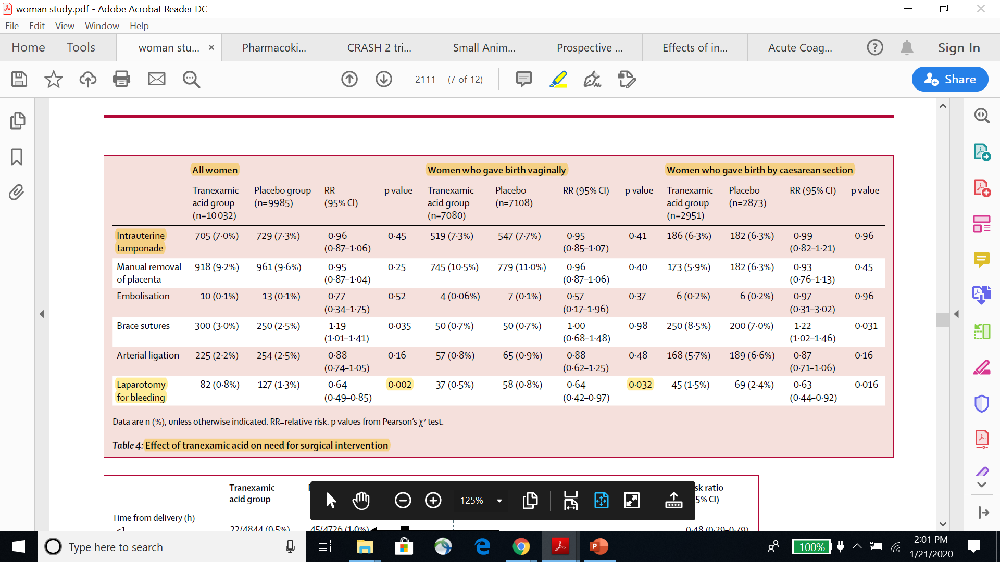 woman study.pdf - Adobe Acrobat Reader DC
File Edit View Window Help
Home Tools woman stu... × Pharmacoki... CRASH 2 tri... Small Anim... Prospective ... Effects of in... Acute Coag... Sign In
2111 (7 of 12) Share
All women Women who gave birth vaginally Women who gave birth by caesarean section
Tranexamic Placebo group RR p value Tranexamic Placebo RR (95% CI) p value Tranexamic Placebo RR (95% CI) p value
acid group (n=9985) (95% CI) acid group (n=7108) acid group (n=2873)
(n=10 032) (n=7080) (n=2951)
Intrauterine 705 (7·0%) 729 (7·3%) 0·96 0·45 519 (7·3%) 547 (7·7%) 0·95 0·41 186 (6·3%) 182 (6·3%) 0·99 0·96
tamponade (0·87–1·06) (0·85–1·07) (0·82–1·21)
Manual removal 918 (9·2%) 961 (9·6%) 0·95 0·25 745 (10·5%) 779 (11·0%) 0·96 0·40 173 (5·9%) 182 (6·3%) 0·93 0·45
of placenta (0·87–1·04) (0·87–1·06) (0·76–1·13)
Embolisation 10 (0·1%) 13 (0·1%) 0·77 0·52 4 (0·06%) 7 (0·1%) 0·57 0·37 6 (0·2%) 6 (0·2%) 0·97 0·96
(0·34–1·75) (0·17–1·96) (0·31–3·02)
Brace sutures 300 (3·0%) 250 (2·5%) 1·19 0·035 50 (0·7%) 50 (0·7%) 1·00 0·98 250 (8·5%) 200 (7·0%) 1·22 0·031
(1·01–1·41) (0·68–1·48) (1·02–1·46)
Arterial ligation 225 (2·2%) 254 (2·5%) 0·88 0·16 57 (0·8%) 65 (0·9%) 0·88 0·48 168 (5·7%) 189 (6·6%) 0·87 0·16
(0·74–1·05) (0·62–1·25) (0·71–1·06)
Laparotomy 82 (0·8%) 127 (1·3%) 0·64 0·002 37 (0·5%) 58 (0·8%) 0·64 0·032 45 (1·5%) 69 (2·4%) 0·63 0·016
for bleeding (0·49–0·85) (0·42–0·97) (0·44–0·92)
Data are n (%), unless otherwise indicated. RR=relative risk. p values from Pearson's χ² test.
Table 4: Effect of tranexamic acid on need for surgical intervention
Tranexamic sk ratio
acid group 5% CI)
125%
Time from delivery (h)
<1 22/4844 (0·5%) 45/4726 (1·0%) 0·48 (0·29–0·79)
Type here to search 100% 2:01 PM
1/21/2020